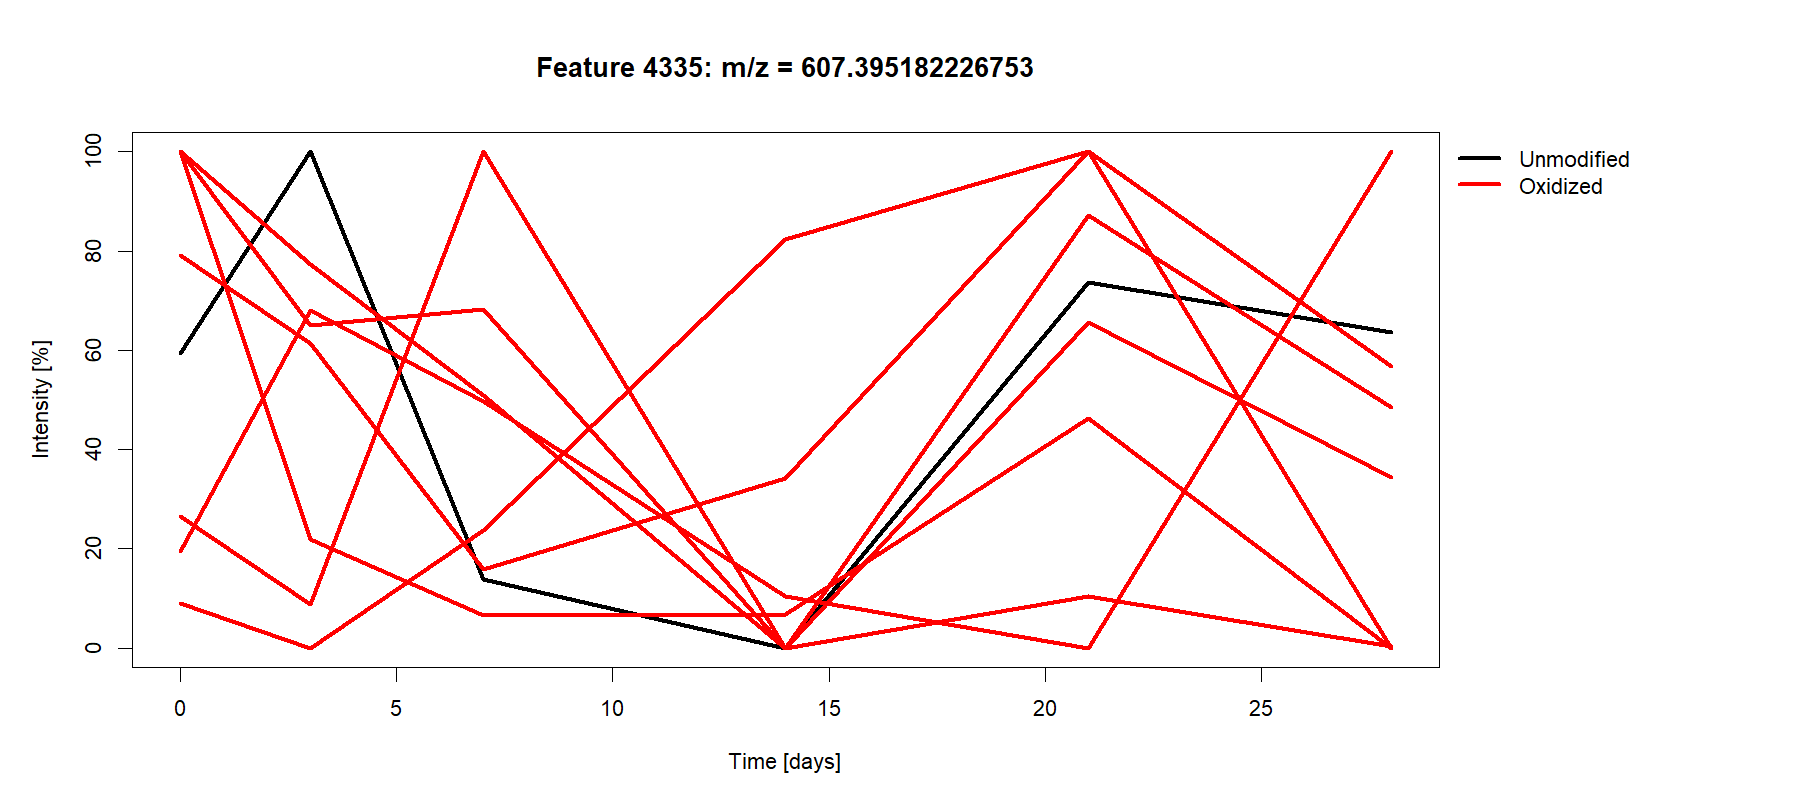 Feature 4335: m/z = 607.395182226753
Unmodified
Oxidized
Intensity [%]
100
80
60
40
20
0
0 5 10 15 20 25
Time [days]